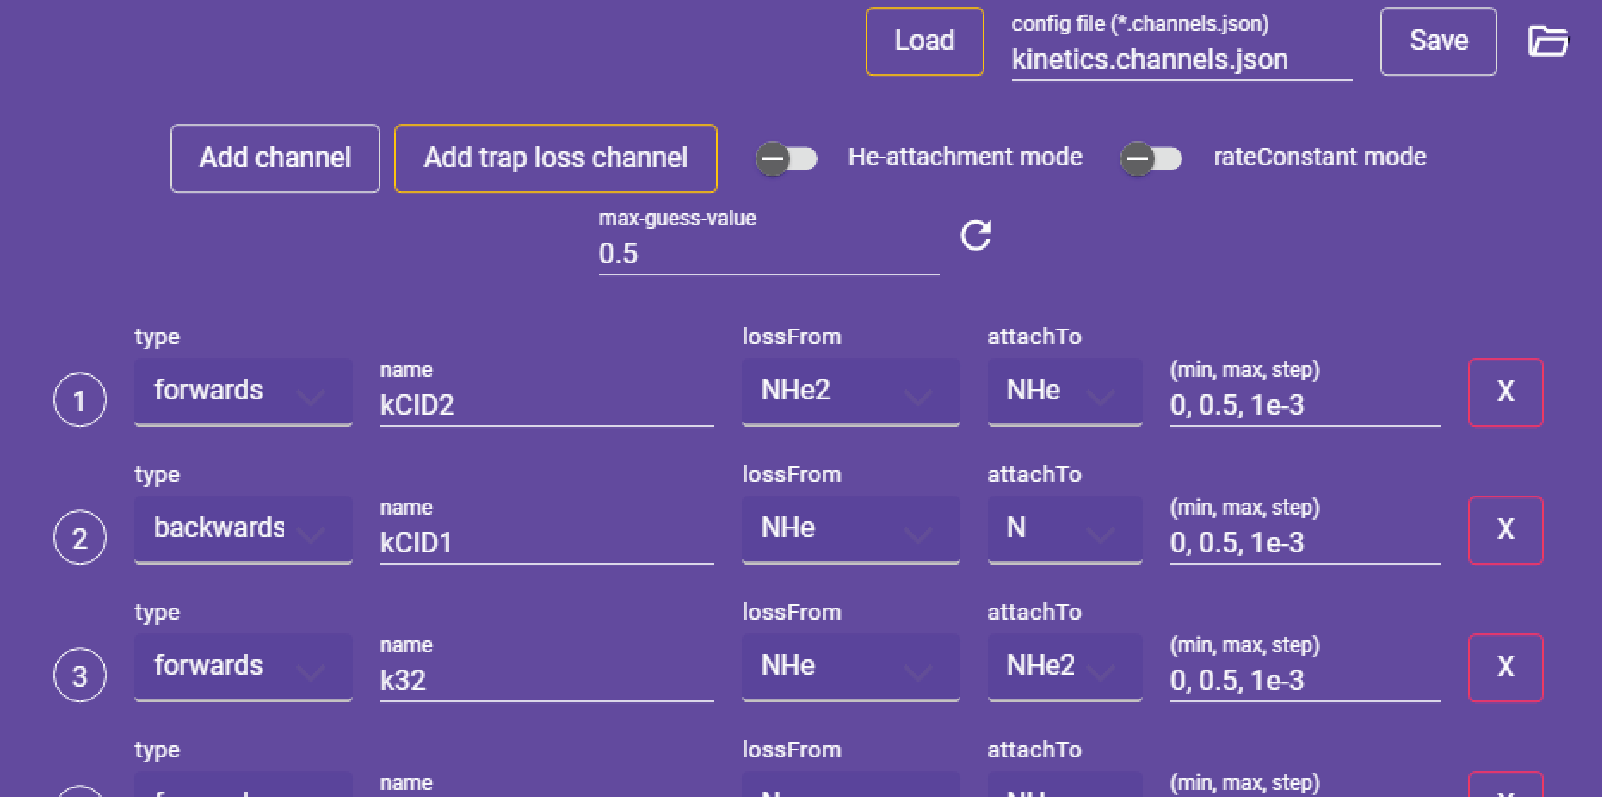 Load
config file (*.channels.json)
kinetics.channels.json
Save
Add channel
Add trap loss channel
He-attachment mode
rateConstant mode
max-guess-value
0.5
type
lossFrom
attachTo
1
forwards
name
kCID2
NHe2
NHe
(min, max, step)
0, 0.5, 1e-3
X
type
lossFrom
attachTo
2
backwards
name
kCID1
NHe
N
(min, max, step)
0, 0.5, 1e-3
X
type
lossFrom
attachTo
3
forwards
name
k32
NHe
NHe2
(min, max, step)
0, 0.5, 1e-3
X
type
lossFrom
attachTo
name
(min, max, step)